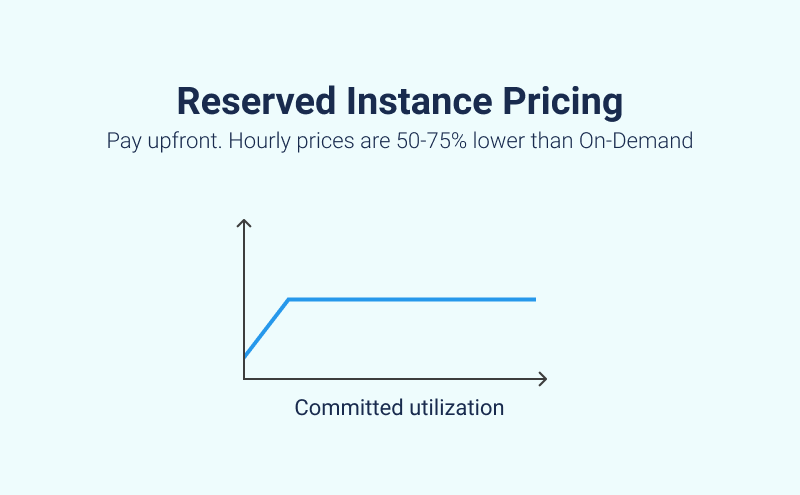 Reserved Instance Pricing
Pay upfront. Hourly prices are 50-75% lower than On-Demand
Committed utilization